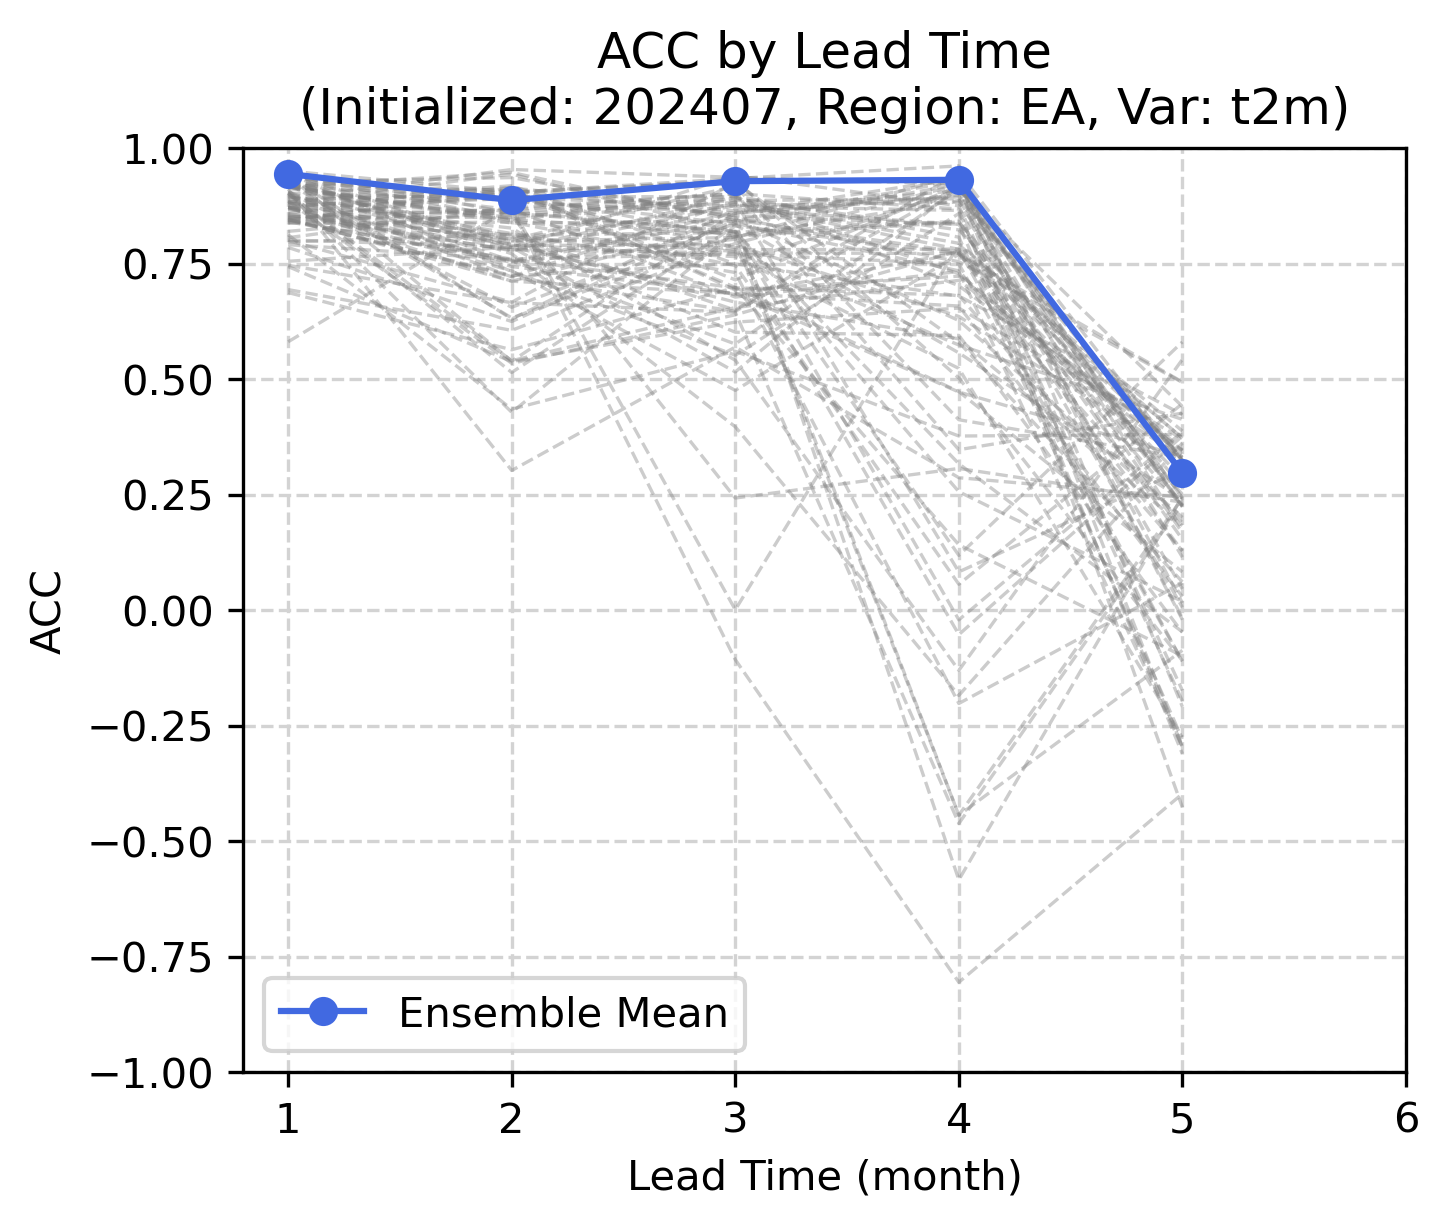 ACC by Lead Time
(Initialized: 202407, Region: EA, Var: t2m)
1.00
0.75
0.50
0.25
0.00
−0.25
−0.50
−0.75
−1.00
ACC
Ensemble Mean
1 2 3 4 5 6
Lead Time (month)